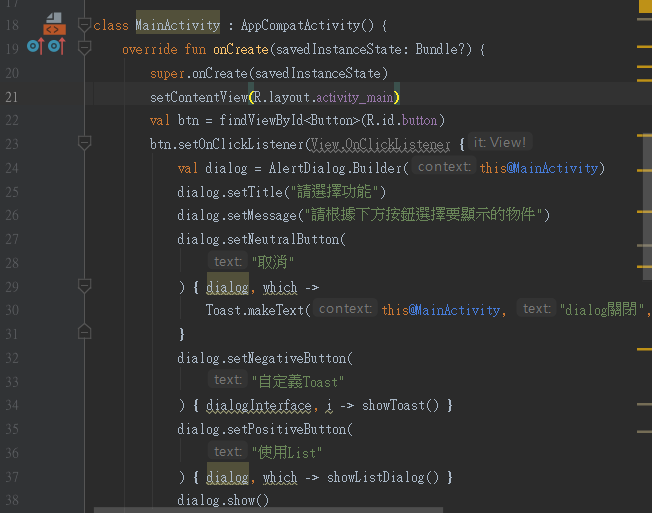 17
18 class MainActivity : AppCompatActivity() {
19 override fun onCreate(savedInstanceState: Bundle?) {
20 super.onCreate(savedInstanceState)
21 setContentView(R.layout.activity_main)
22 val btn = findViewById<Button>(R.id.button)
23 btn.setOnClickListener(View.OnClickListener { it: View!
24 val dialog = AlertDialog.Builder( context: this@MainActivity)
25 dialog.setTitle("請選擇功能")
26 dialog.setMessage("請根據下方按鈕選擇要顯示的物件")
27 dialog.setNeutralButton(
28 text: "取消"
29 ) { dialog, which ->
30 Toast.makeText( context: this@MainActivity, text: "dialog關閉",
31 }
32 dialog.setNegativeButton(
33 text: "自定義Toast"
34 ) { dialogInterface, i -> showToast() }
35 dialog.setPositiveButton(
36 text: "使用List"
37 ) { dialog, which -> showListDialog() }
38 dialog.show()